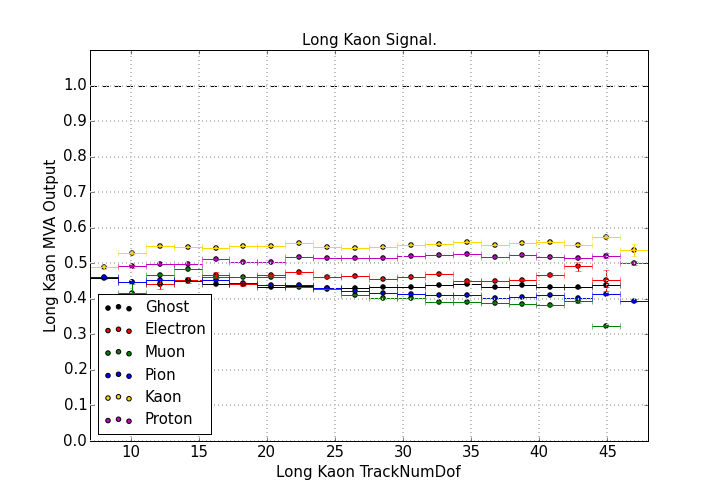 Long Kaon Signal.
Long Kaon MVA Output
1.0
0.9
0.8
0.7
0.6
0.5
0.4
0.3
0.2
0.1
0.0
Ghost
Electron
Muon
Pion
Kaon
Proton
10 15 20 25 30 35 40 45
Long Kaon TrackNumDof